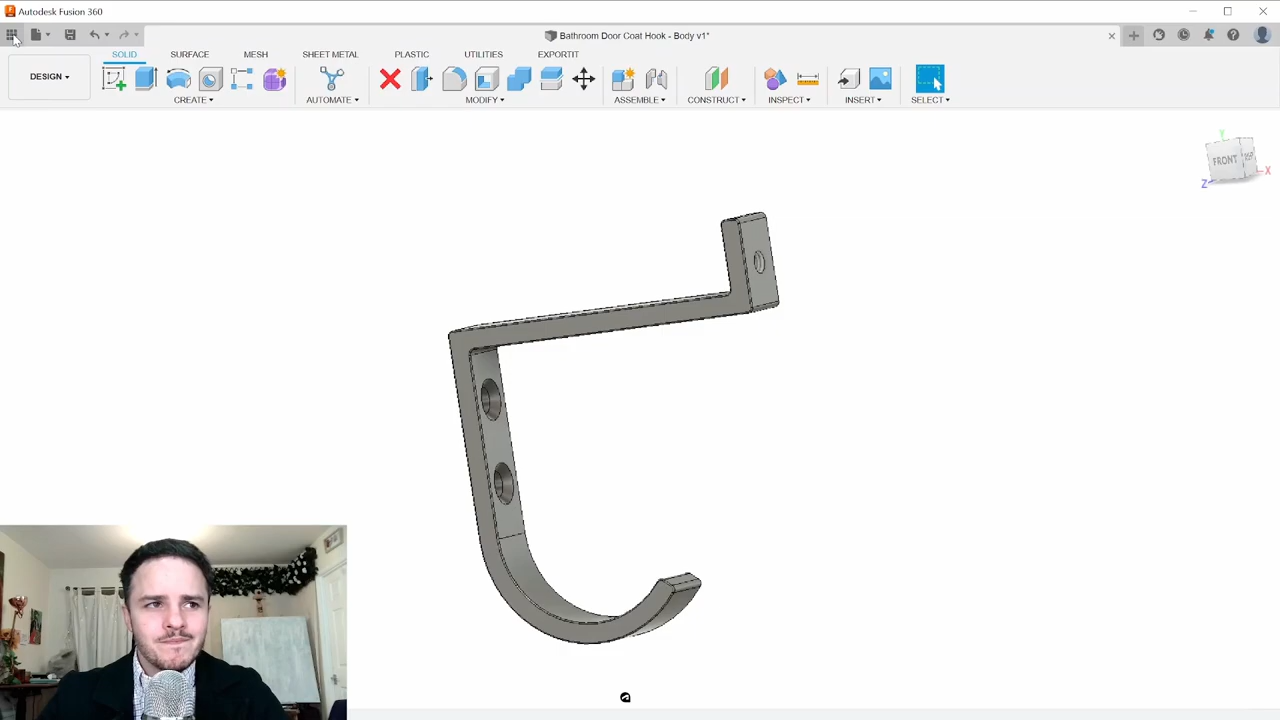 Autodesk Fusion 360
Bathroom Door Coat Hook - Body v1*
SOLID SURFACE MESH SHEET METAL PLASTIC UTILITIES EXPORTIT
DESIGN
CREATE AUTOMATE MODIFY ASSEMBLE CONSTRUCT INSPECT INSERT SELECT
Y
FRONT
X
Z